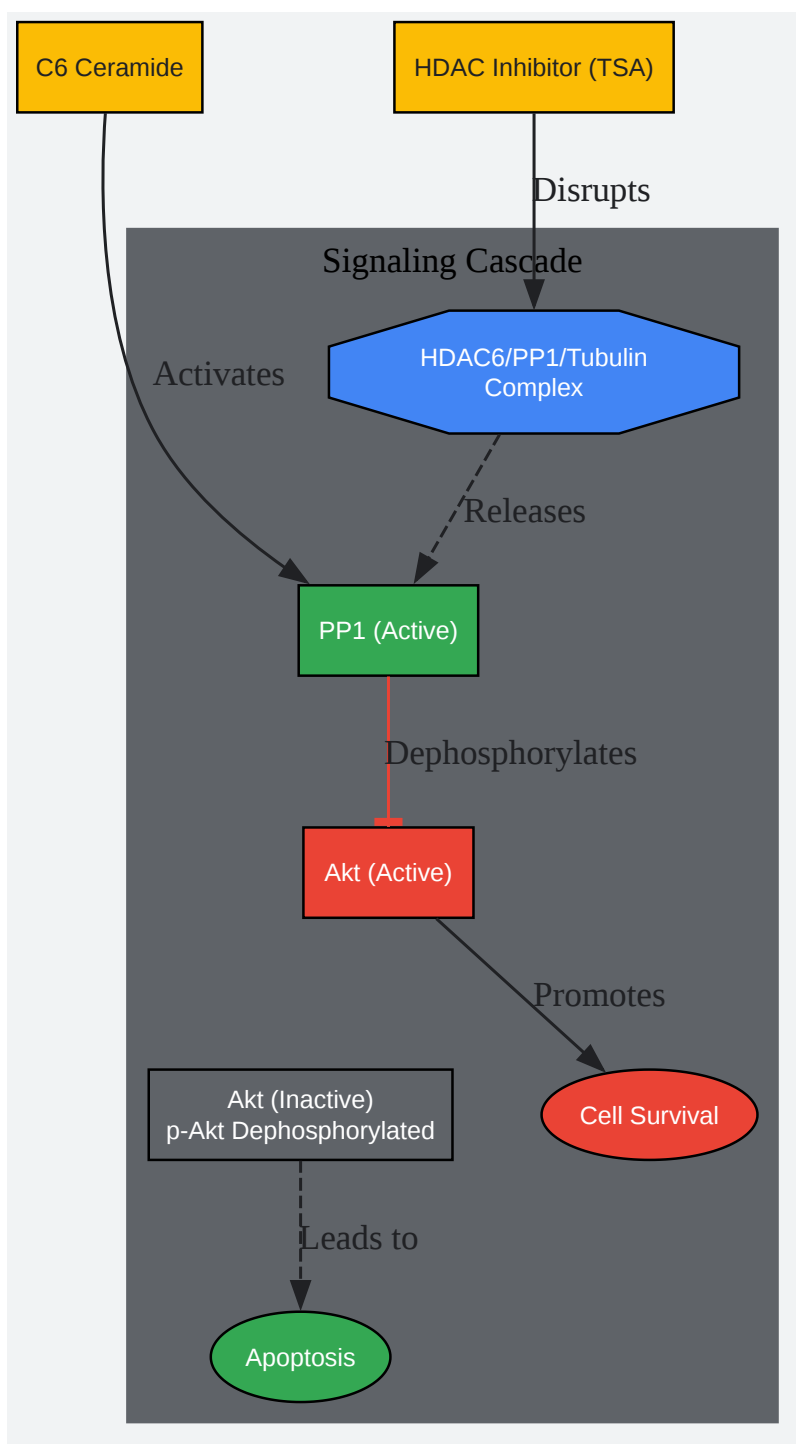 C6 Ceramide
HDAC Inhibitor (TSA)
Disrupts
Signaling Cascade
HDAC6/PP1/Tubulin
Complex
Activates
Releases
PP1 (Active)
Dephosphorylates
Akt (Active)
Promotes
Akt (Inactive)
p-Akt Dephosphorylated
Cell Survival
Leads to
Apoptosis